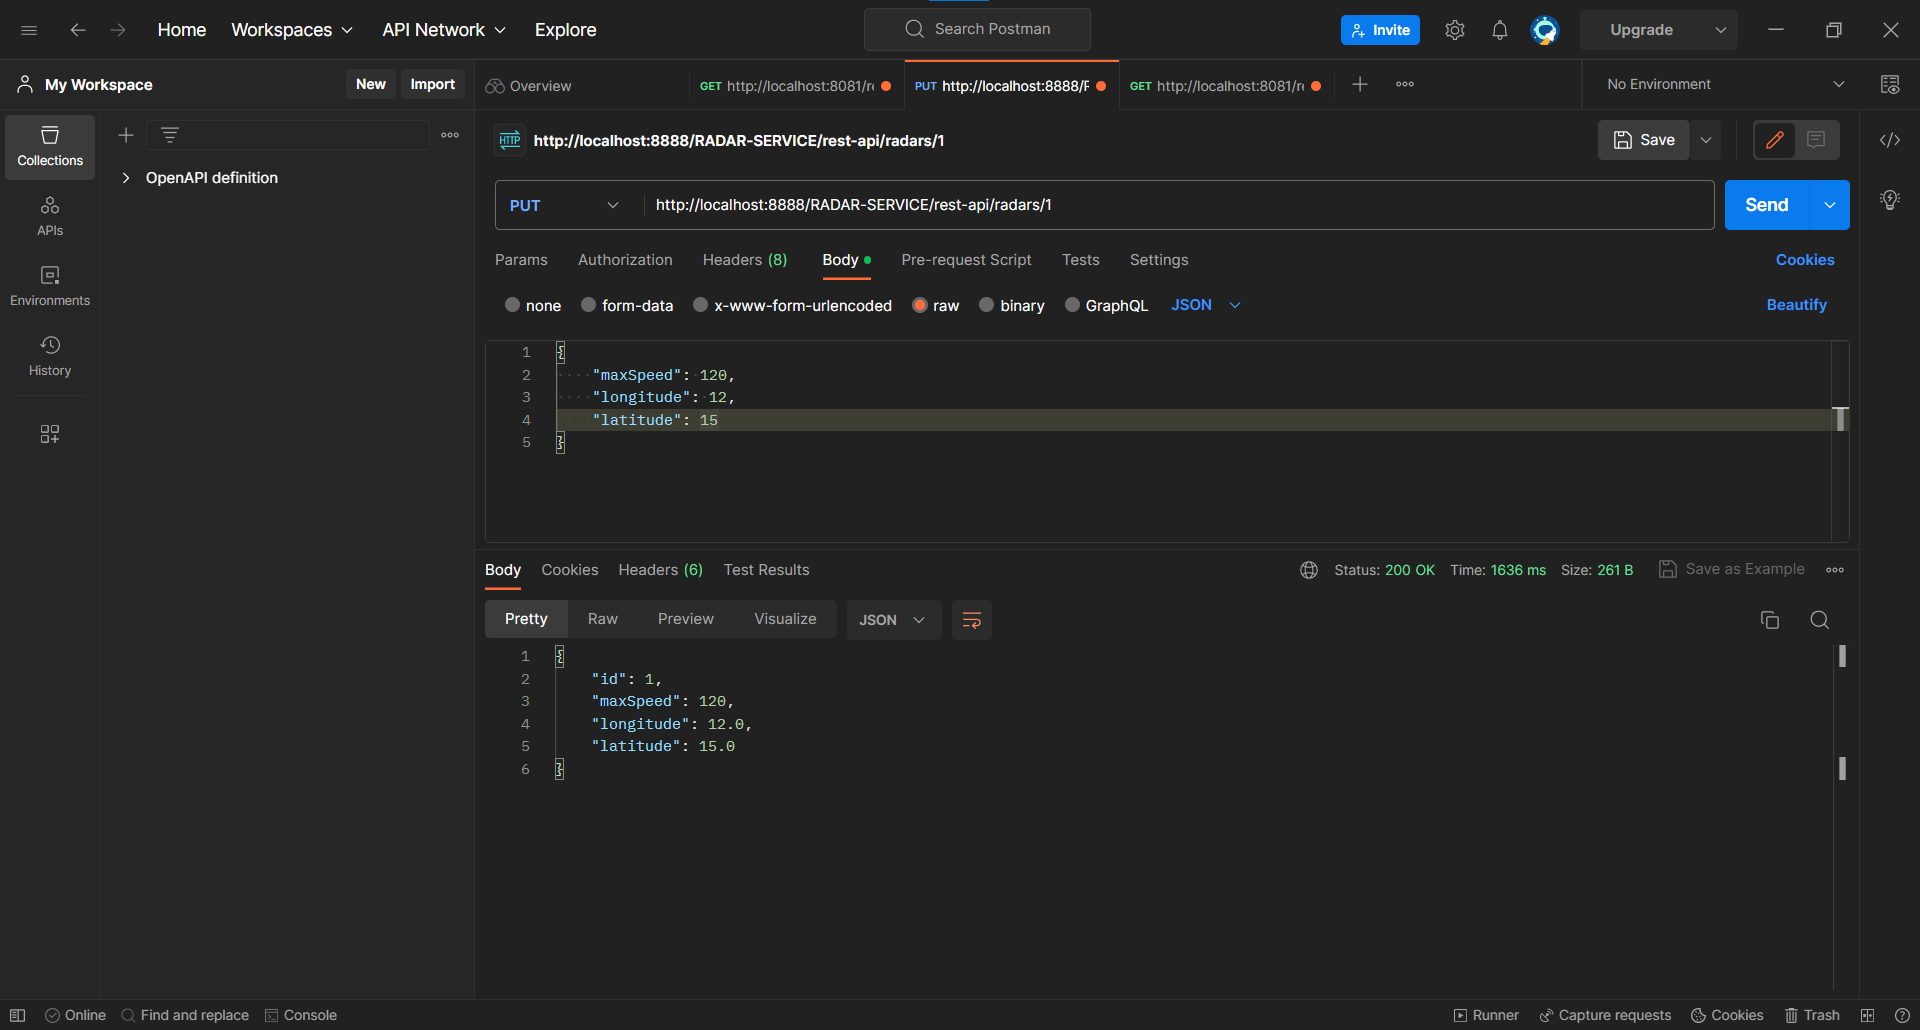 Home Workspaces API Network Explore Search Postman Invite Upgrade
My Workspace New Import Overview GET http://localhost:8081/r PUT http://localhost:8888/ GET http://localhost:8081/r No Environment
Collections
APIs
Environments
History
OpenAPI definition
HTTP http://localhost:8888/RADAR-SERVICE/rest-api/radars/1 Save
PUT http://localhost:8888/RADAR-SERVICE/rest-api/radars/1 Send
Params Authorization Headers (8) Body Pre-request Script Tests Settings Cookies
none form-data x-www-form-urlencoded raw binary GraphQL JSON Beautify
1 {
2 "maxSpeed": 120,
3 "longitude": 12,
4 "latitude": 15
5 }
Body Cookies Headers (6) Test Results Status: 200 OK Time: 1636 ms Size: 261 B Save as Example
Pretty Raw Preview Visualize JSON
1 {
2 "id": 1,
3 "maxSpeed": 120,
4 "longitude": 12.0,
5 "latitude": 15.0
6 }
Online Find and replace Console Runner Capture requests Cookies Trash